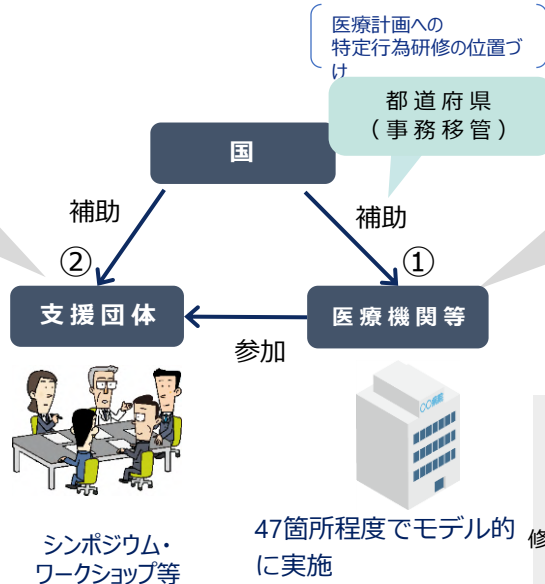 医療計画への
特定行為研修の位置づ
け
都道府県
（事務移管）
国
補助
補助
②
①
支援団体
医療機関等
参加
シンポジウム・
ワークショップ等
47箇所程度でモデル的
に実施
修